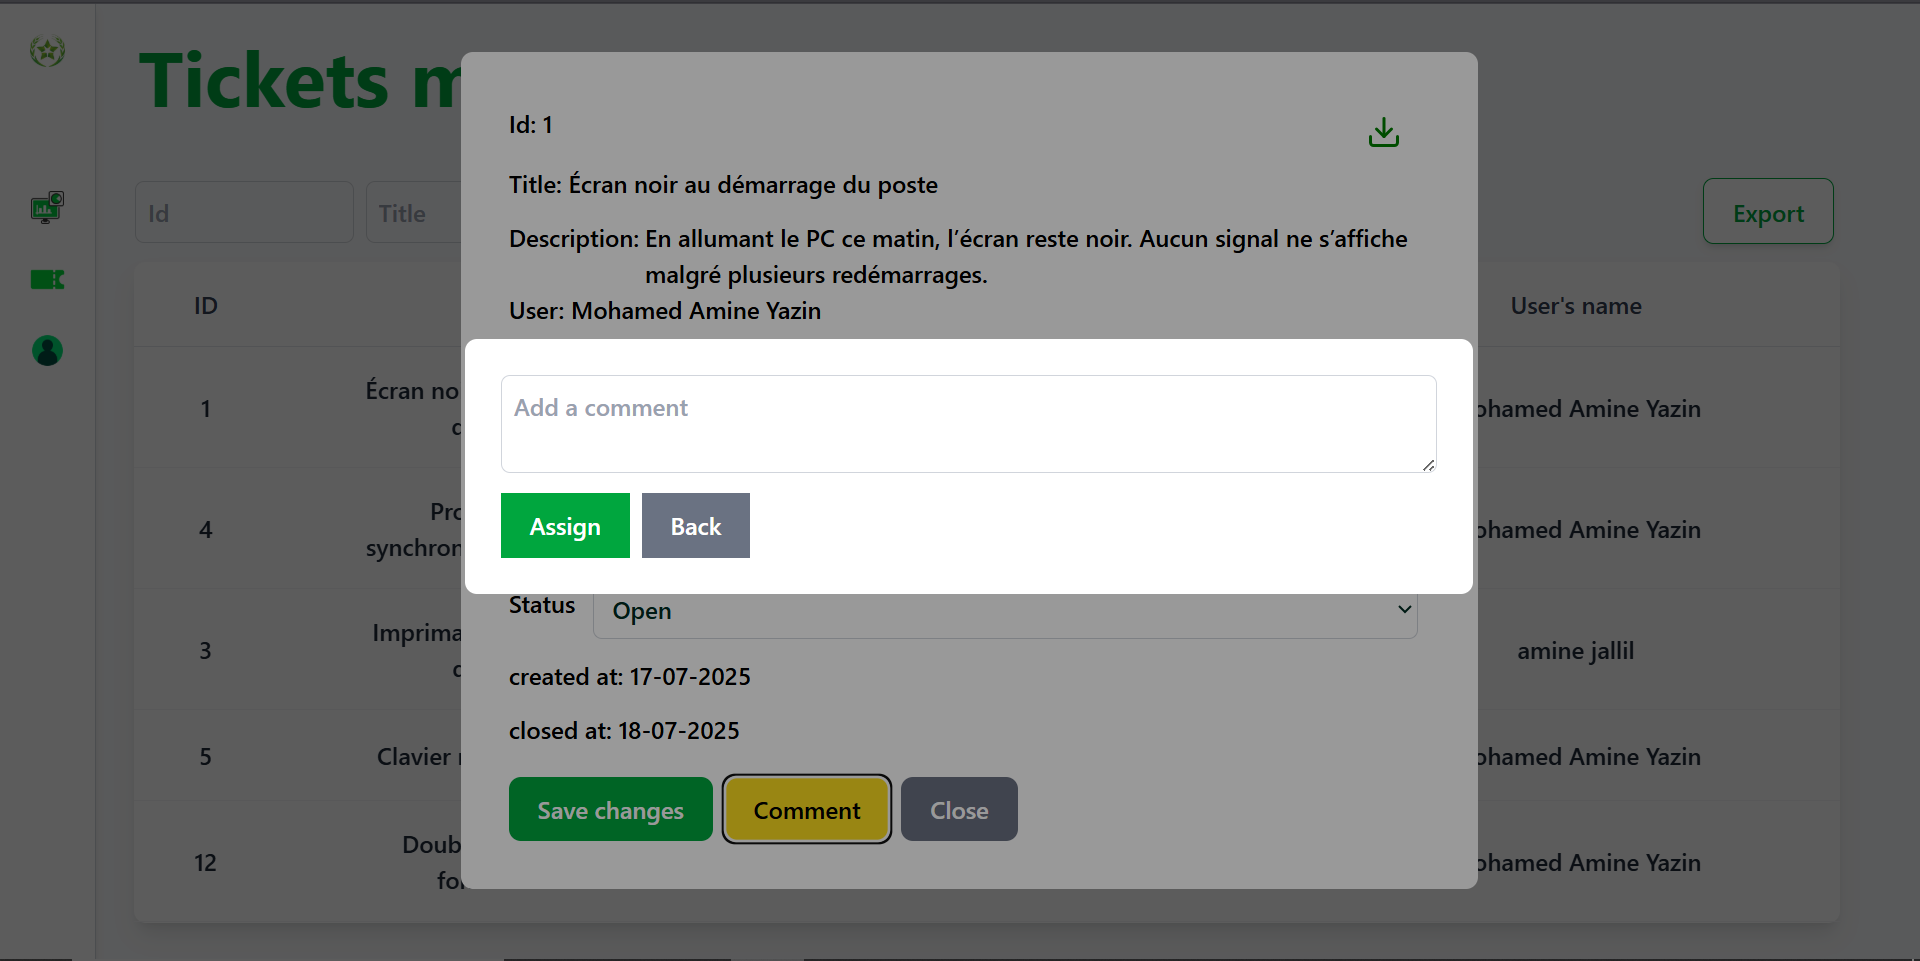 Tickets m
Id: 1
Title: Écran noir au démarrage du poste
Id
Title
Export
Description: En allumant le PC ce matin, l’écran reste noir. Aucun signal ne s’affiche
malgré plusieurs redémarrages.
ID
User's name
User: Mohamed Amine Yazin
1
Écran no
ohamed Amine Yazin
Add a comment
4
Pro
synchron
ohamed Amine Yazin
Assign
Back
Status
Open
3
Imprima
amine jallil
created at: 17-07-2025
closed at: 18-07-2025
5
Clavier
ohamed Amine Yazin
Save changes
Comment
Close
12
Doub
for
ohamed Amine Yazin